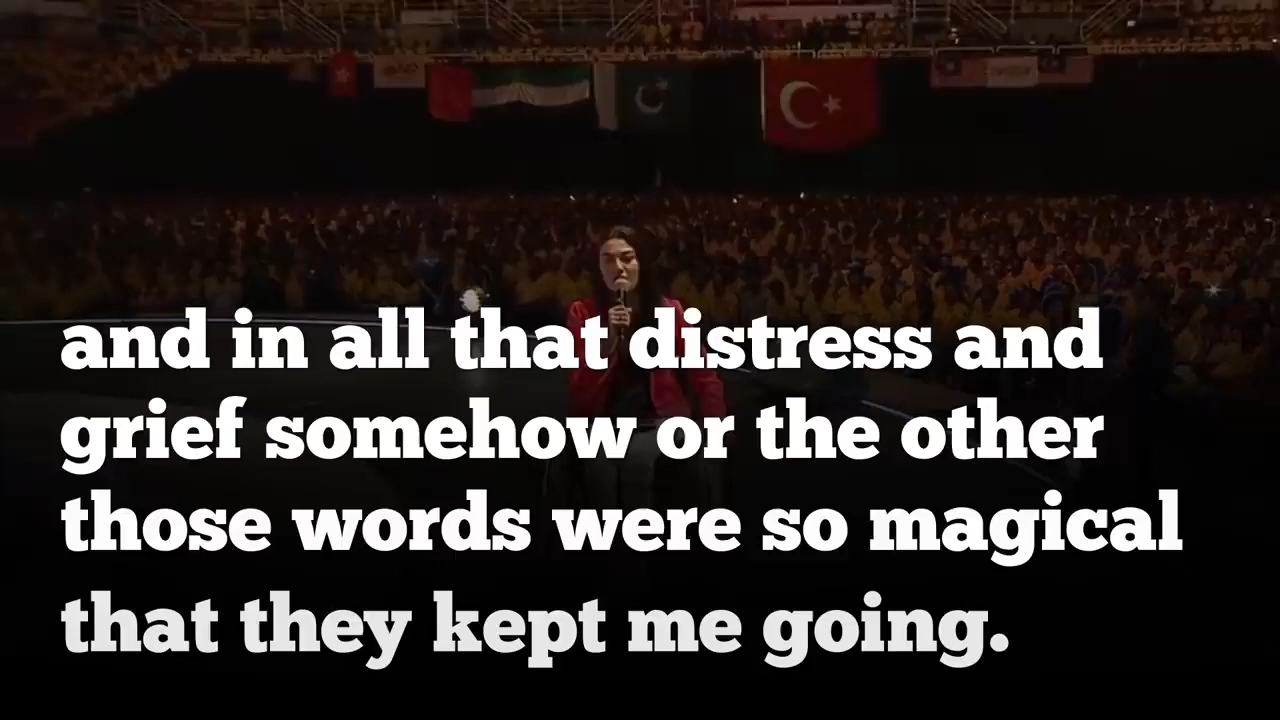 and in all that distress and
grief somehow or the other
those words were so magical
that they kept me going.